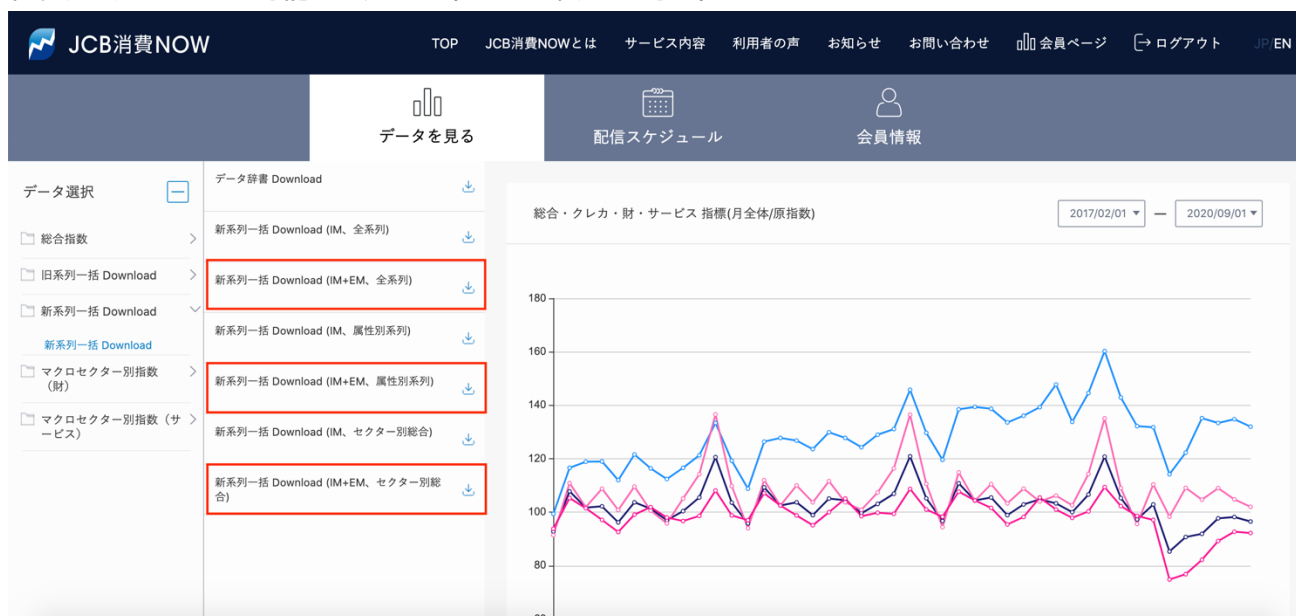 JCB消費NOW
TOP
JCB消費NOWとは
サービス内容
利用者の声
お知らせ
お問い合わせ
会員ページ
ログアウト
JP/EN
データを見る
配信スケジュール
会員情報
データ選択
総合指数
旧系列一括 Download
新系列一括 Download
新系列一括 Download
マクロセクター別指数
(財)
マクロセクター別指数(サ
ービス)
データ辞書 Download
新系列一括 Download (IM、全系列)
新系列一括 Download (IM+EM、全系列)
新系列一括 Download (IM、属性別系列)
新系列一括 Download (IM+EM、属性別系列)
新系列一括 Download (IM、セクター別総合)
新系列一括 Download (IM+EM、セクター別総
合)
総合・クレカ・財・サービス 指標(月全体/原指数)
2017/02/01
2020/09/01
180
160
140
120
100
80